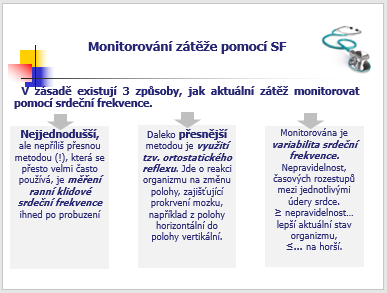 Monitorování zátěže pomocí SF
V zásadě existují 3 způsoby, jak aktuální zátěž monitorovat
pomocí srdeční frekvence.
Nejjednodušší,
ale nepříliš přesnou
metodou (!), která se
přesto velmi často
používá, je měření
ranní klidové
srdeční frekvence
ihned po probuzení
Daleko přesnější
metodou je využití
tzv. ortostatického
reflexu. Jde o reakci
organizmu na změnu
polohy, zajišťující
prokrvení mozku,
například z polohy
horizontální do
polohy vertikální.
Monitorována je
variabilita srdeční
frekvence.
Nepravidelnost,
časových rozestupů
mezi jednotlivými
údery srdce.
≥ nepravidelnost...
lepší aktuální stav
organizmu,
≤... na horší.